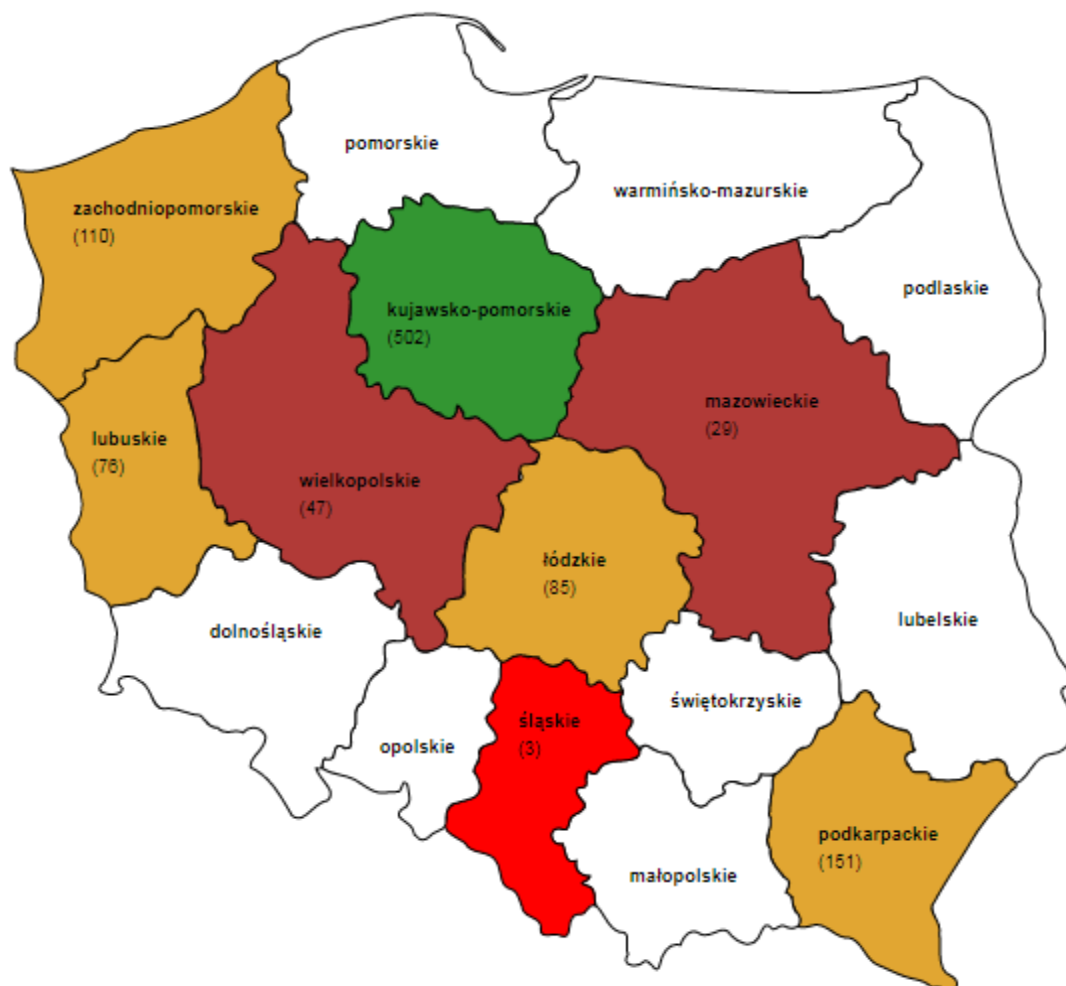 pomorskie
warmińsko-mazurskie
zachodniopomorskie
(110)
podlaskie
kujawsko-pomorskie
(502)
mazowieckie
(29)
lubuskie
(76)
wielkopolskie
(47)
łódzkie
(85)
lubelskie
dolnośląskie
świętokrzyskie
śląskie
(3)
opolskie
podkarpackie
(151)
małopolskie